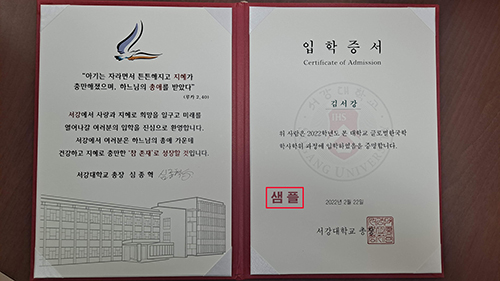 “아기는 자라면서 튼튼해지고 지혜가
충만해졌으며, 하느님의 총애를 받았다”
(루카 2, 40)
서강에서 사랑과 지혜로 희망을 일구고 미래를
열어나갈 여러분의 입학을 진심으로 환영합니다.
서강에서 여러분은 하느님의 총애 가운데
건강하고 지혜로 충만한 '참 존재'로 성장할 것입니다.
서강대학교 총장 심 종 혁
입 학 증 서
Certificate of Admission
서강대학교
IHS
김서강
위 사람은 2022학년도 본 대학교 글로벌한국학
학사학위 과정에 입학하였음을 증명합니다.
샘 플
2022년 2월 22일
서강대학교 총장